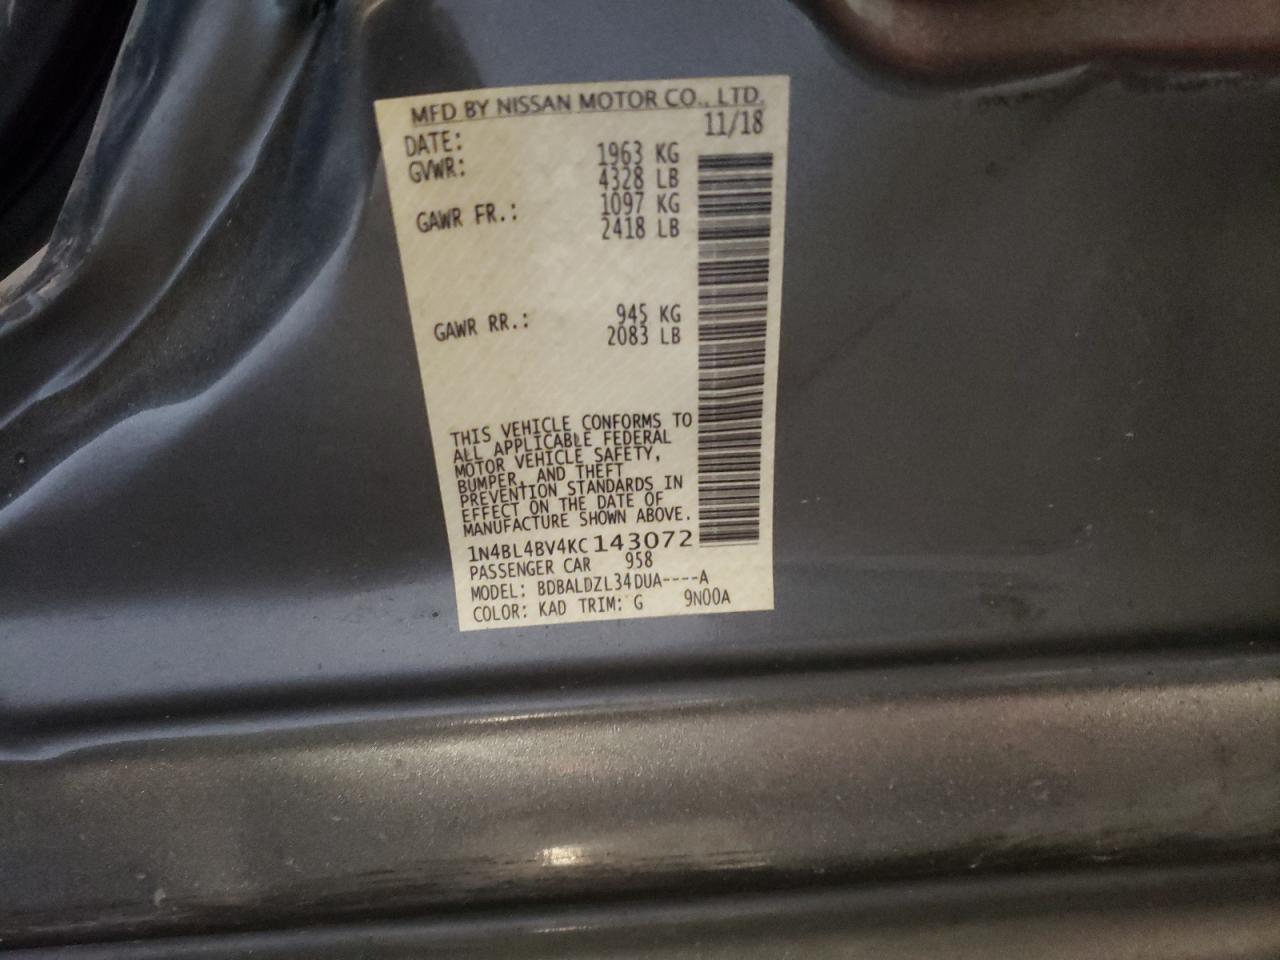 MFD BY NISSAN MOTOR CO., LTD.
DATE: 11/18
GVWR: 1963 KG
4328 LB
GAWR FR.: 1097 KG
2418 LB
GAWR RR.: 945 KG
2083 LB
THIS VEHICLE CONFORMS TO
ALL APPLICABLE FEDERAL
MOTOR VEHICLE SAFETY,
BUMPER, AND THEFT
PREVENTION STANDARDS IN
EFFECT ON THE DATE OF
MANUFACTURE SHOWN ABOVE.
1N4BL4BV4KC143072
PASSENGER CAR 958
MODEL: BDBALDZL34DUA----A
COLOR: KAD TRIM: G 9N00A